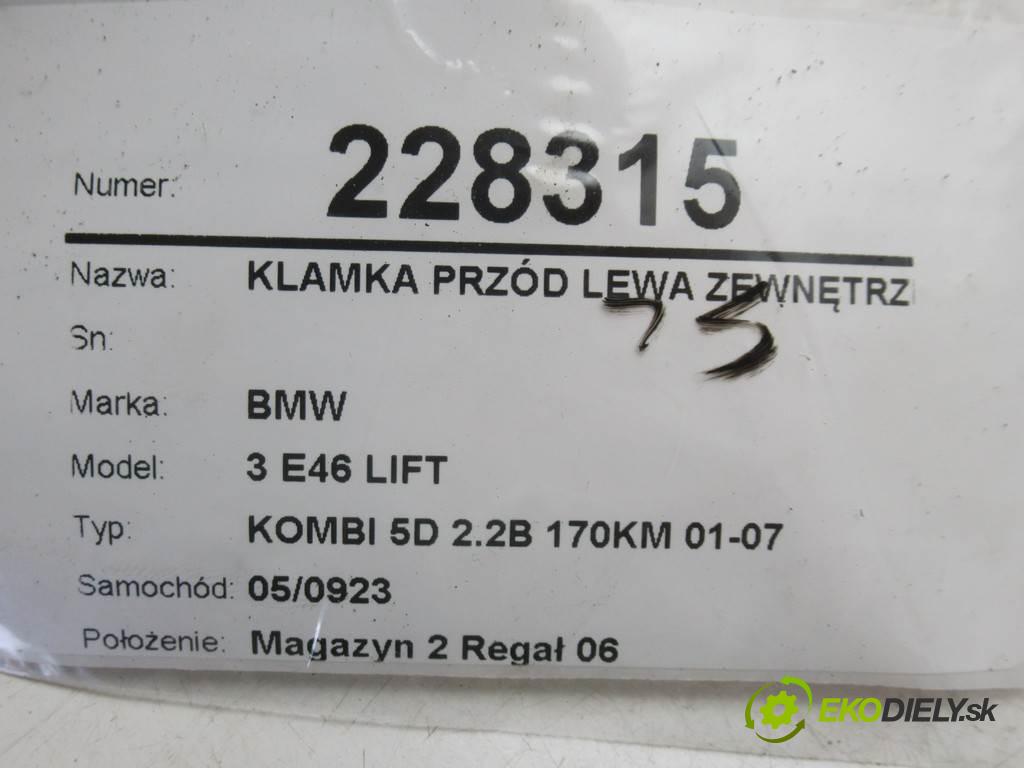 Numer: 228315
Nazwa: KLAMKA PRZÓD LEWA ZEWNĘTRZ
Sn:
Marka: BMW
Model: 3 E46 LIFT
Typ: KOMBI 5D 2.2B 170KM 01-07
Samochód: 05/0923
Położenie: Magazyn 2 Regał 06
EKODIELY.sk